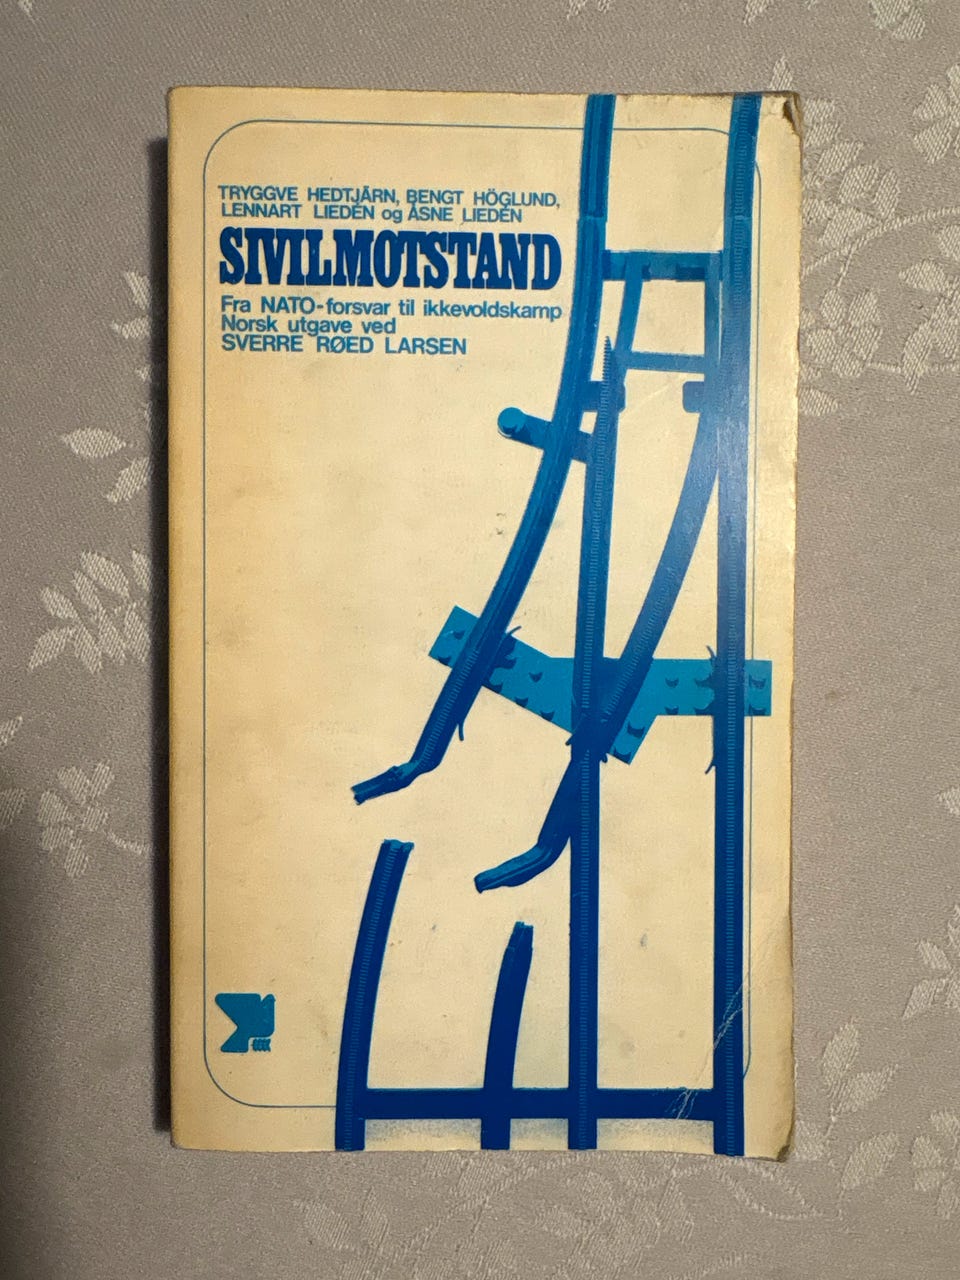 TRYGGVE HEDTJÄRN, BENGT HÖGLUND,
LENNART LIEDÉN og ÅSNE LIEDÉN
SIVILMOTSTAND
Fra NATO-forsvar til ikkevoldskamp
Norsk utgave ved
SVERRE RØED LARSEN